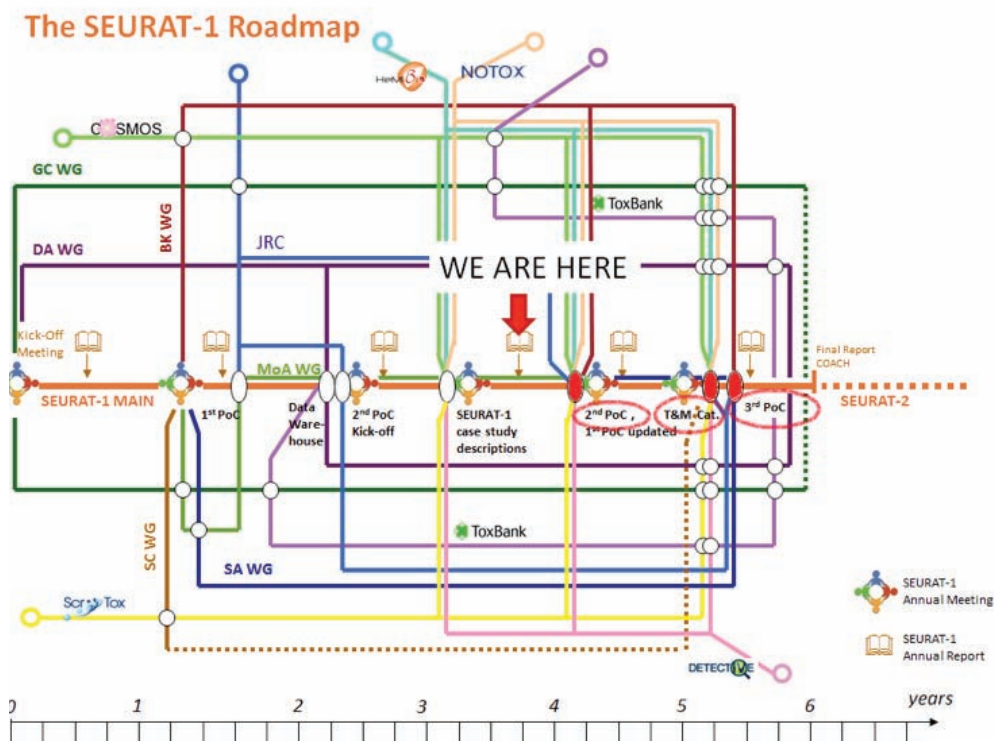 The SEURAT-1 Roadmap
HeMi
NOTOX
COSMOS
GC WG
ToxBank
BK WG
DA WG
JRC
WE ARE HERE
Kick-Off
Meeting
Final Report
COACH
MoA WG
SEURAT-1 MAIN
1st PoC
Data
Ware-
house
2nd PoC
Kick-off
SEURAT-1
case study
descriptions
2nd PoC ,
1st PoC updated
T&M Cat.
3rd PoC
SEURAT-2
SC WG
ToxBank
SA WG
Scr Tox
SEURAT-1
Annual Meeting
SEURAT-1
Annual Report
DETECTIVE
0 1 2 3 4 5 6 years